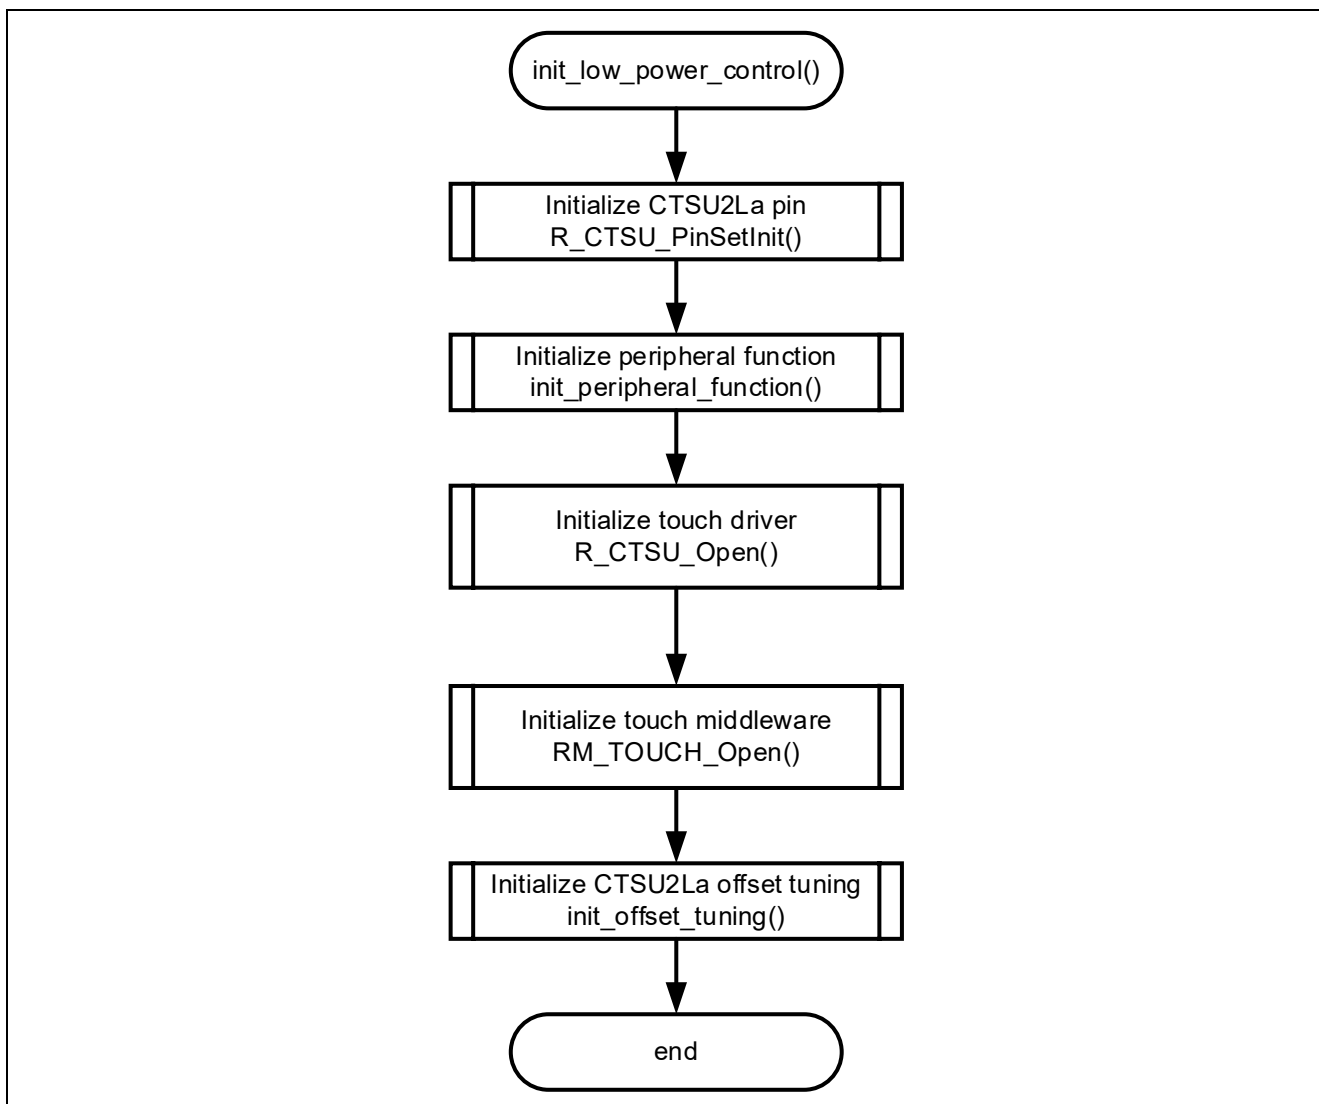 init_low_power_control()
Initialize CTSU2La pin
R_CTSU_PinSetInit()
Initialize peripheral function
init_peripheral_function()
Initialize touch driver
R_CTSU_Open()
Initialize touch middleware
RM_TOUCH_Open()
Initialize CTSU2La offset tuning
init_offset_tuning()
end